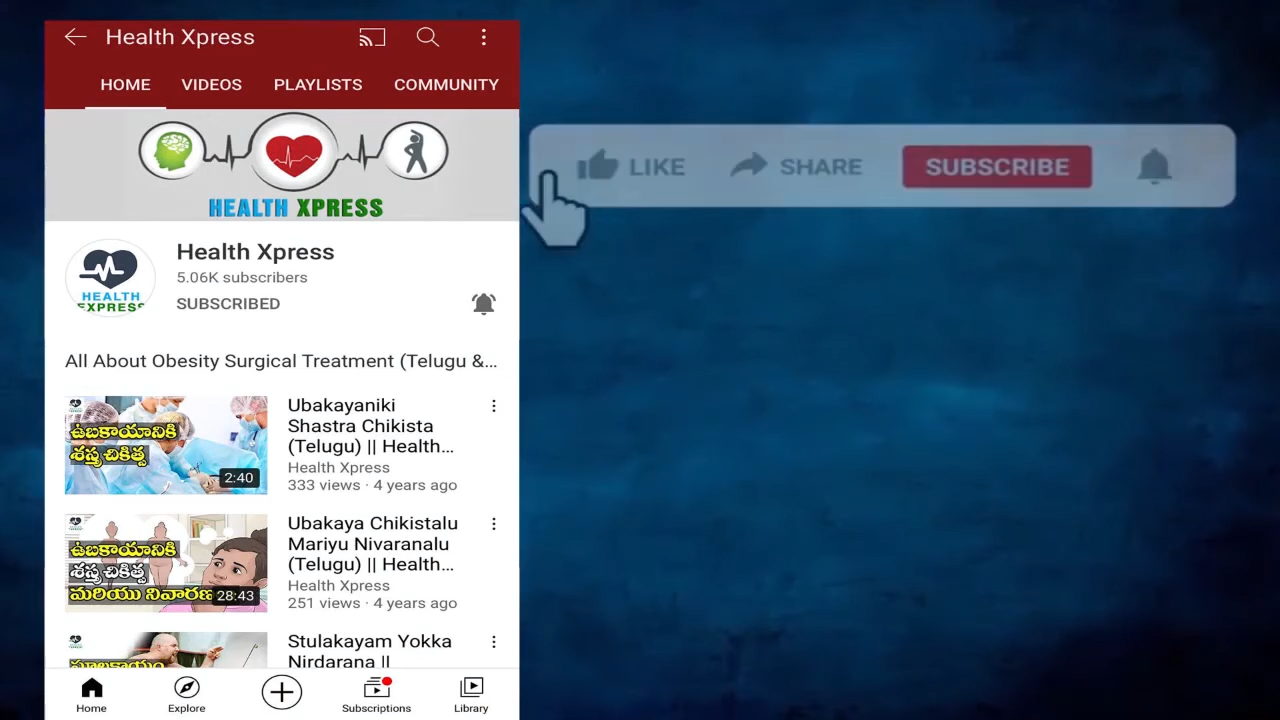 Health Xpress
HOME VIDEOS PLAYLISTS COMMUNITY
HEALTH XPRESS
LIKE SHARE SUBSCRIBE
HEALTH
EXPRESS
Health Xpress
5.06K subscribers
SUBSCRIBED
All About Obesity Surgical Treatment (Telugu &...
ఉబకాయానికి
శస్త్ర చికిత్స
2:40
Ubakayaniki
Shastra Chikista
(Telugu) || Health...
Health Xpress
333 views · 4 years ago
ఉబకాయానికి
శస్త్ర చికిత్స
మరియు నివారణ
28:43
Ubakaya Chikistalu
Mariyu Nivaranalu
(Telugu) || Health...
Health Xpress
251 views · 4 years ago
Stulakayam Yokka
Nirdarana ||
Home Explore Subscriptions Library